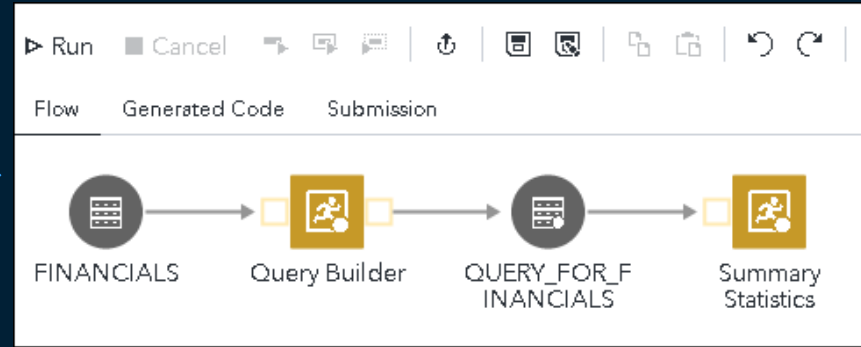 Run Cancel
Flow Generated Code Submission
FINANCIALS Query Builder QUERY_FOR_F Summary
INANCIALS Statistics